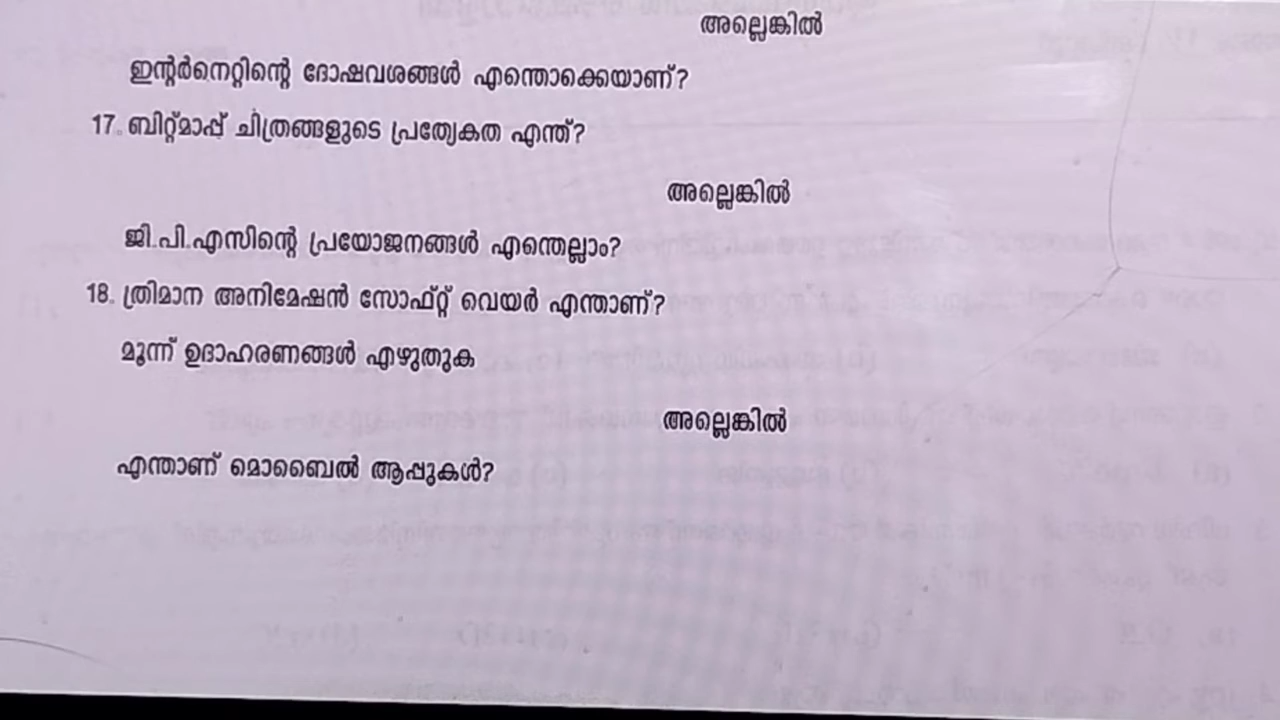 അല്ലെങ്കിൽ
ഇന്റർനെറ്റിന്റെ ദോഷവശങ്ങൾ എന്തൊക്കെയാണ്?
17. ബിറ്റ്മാപ്പ് ചിത്രങ്ങളുടെ പ്രത്യേകത എന്ത്?
അല്ലെങ്കിൽ
ജി.പി.എസിന്റെ പ്രയോജനങ്ങൾ എന്തെല്ലാം?
18. ത്രിമാന അനിമേഷൻ സോഫ്റ്റ് വെയർ എന്താണ്?
മൂന്ന് ഉദാഹരണങ്ങൾ എഴുതുക
അല്ലെങ്കിൽ
എന്താണ് മൊബൈൽ ആപ്പുകൾ?